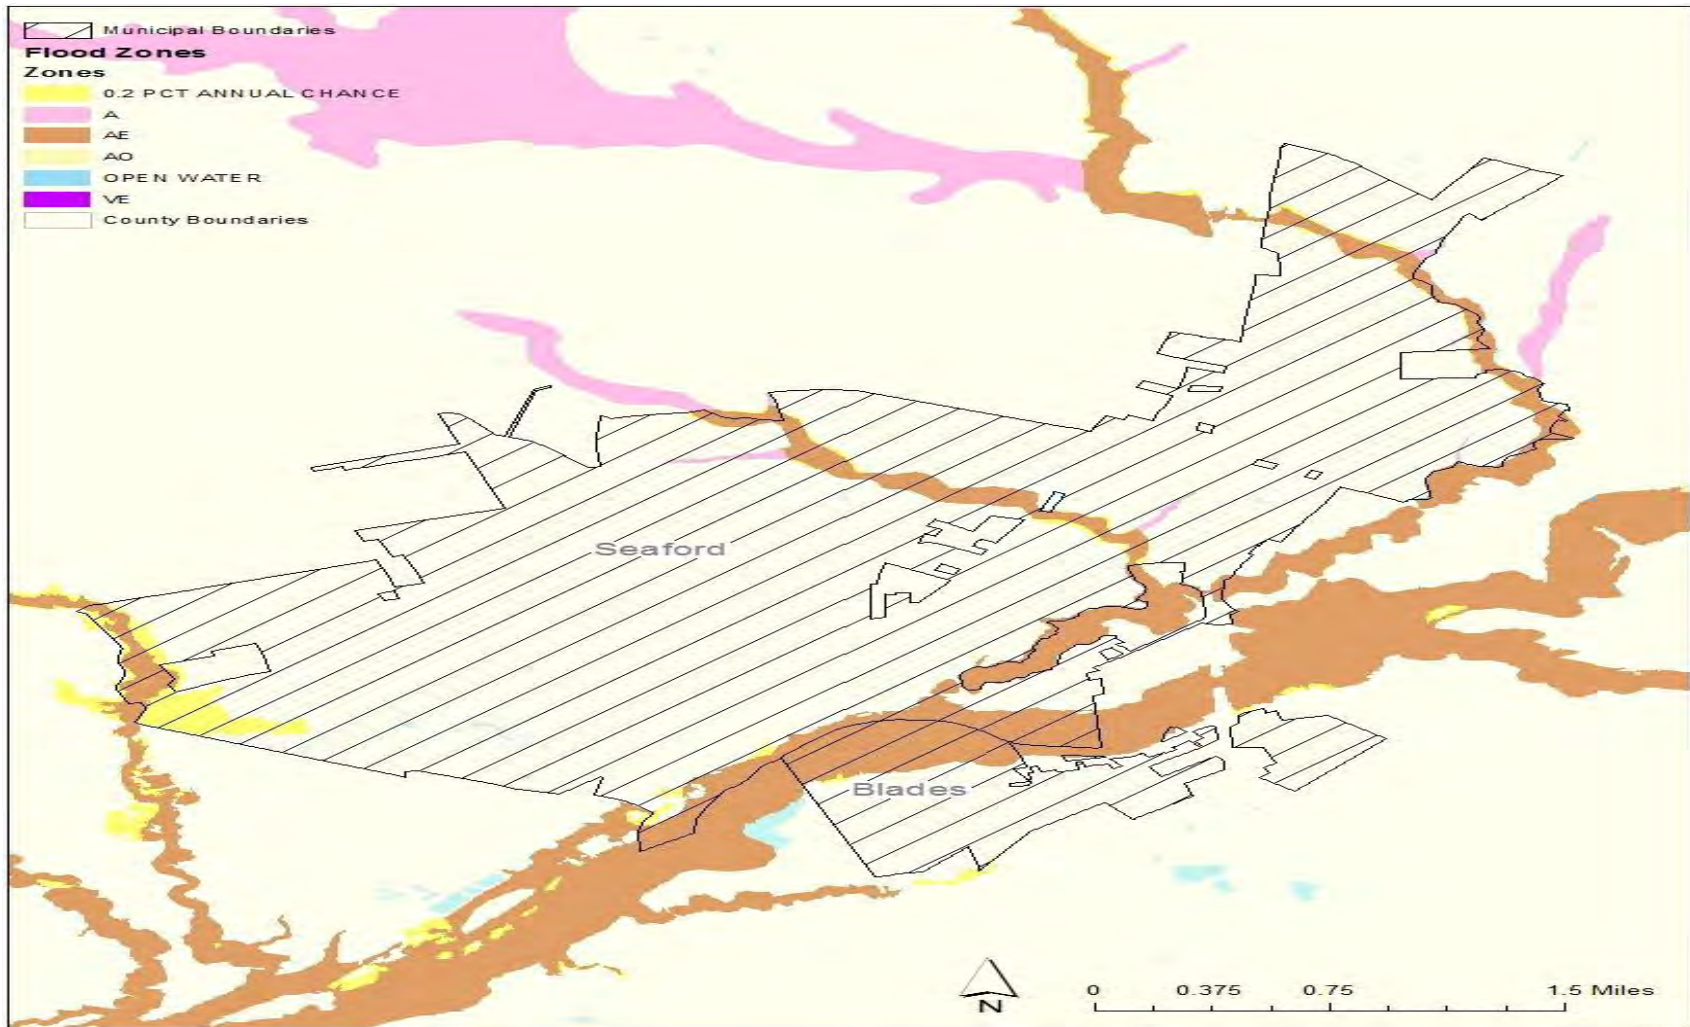 Municipal Boundaries
Flood Zones
Zones
0.2 PCT ANNUAL CHANCE
A
AE
AO
OPEN WATER
VE
County Boundaries
Seaford
Blades
N
0 0.375 0.75 1.5 Miles